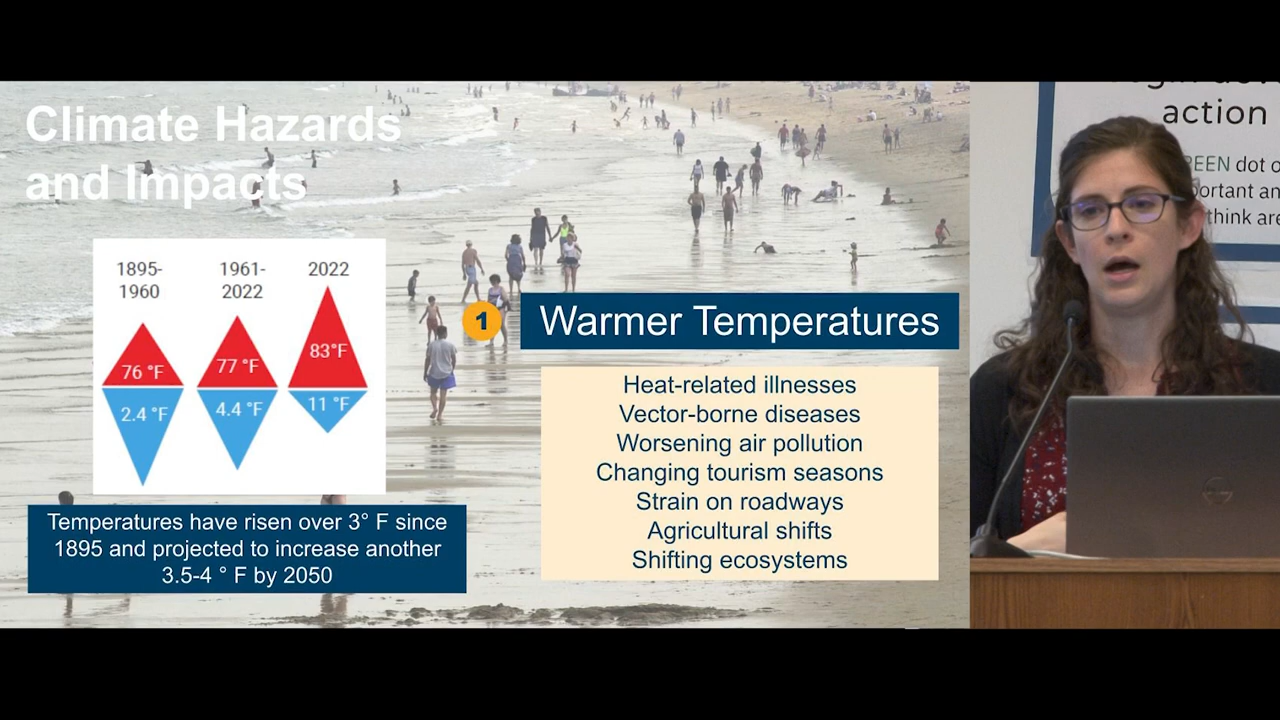 Climate Hazards
and Impacts
1895-
1960
1961-
2022
2022
76 °F
77 °F
83°F
2.4 °F
4.4 °F
11 °F
Temperatures have risen over 3° F since
1895 and projected to increase another
3.5-4 ° F by 2050
1
Warmer Temperatures
Heat-related illnesses
Vector-borne diseases
Worsening air pollution
Changing tourism seasons
Strain on roadways
Agricultural shifts
Shifting ecosystems
action
dot
think